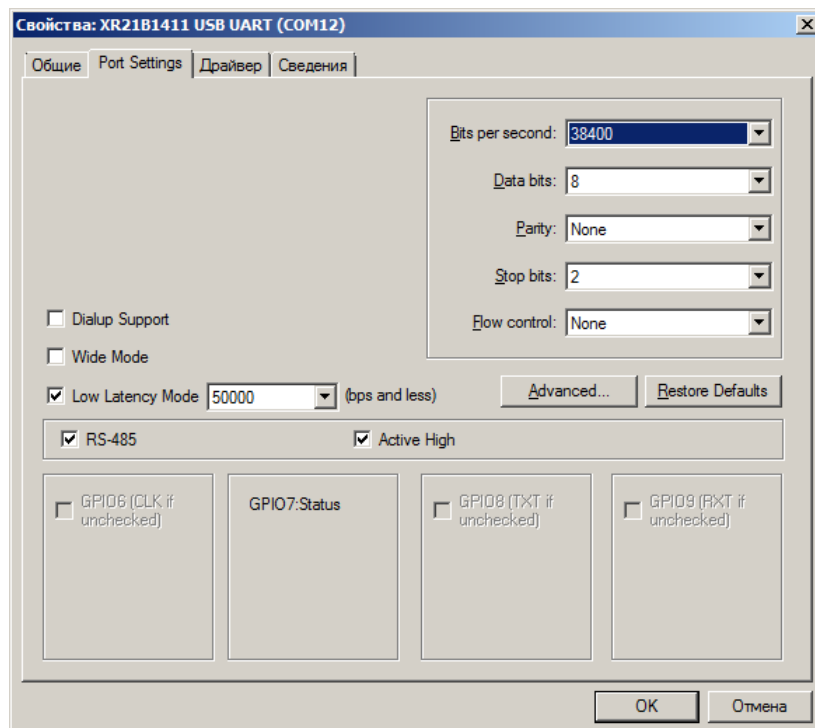 Свойства: XR21B1411 USB UART (COM12)
Общие Port Settings Драйвер Сведения
Bits per second: 38400
Data bits: 8
Parity: None
Stop bits: 2
Flow control: None
Dialup Support
Wide Mode
Low Latency Mode 50000 (bps and less)
Advanced... Restore Defaults
RS-485 Active High
GPIO6 (CLK if
unchecked)
GPIO7:Status
GPIO8 (TXT if
unchecked)
GPIO9 (RXT if
unchecked)
OK Отмена